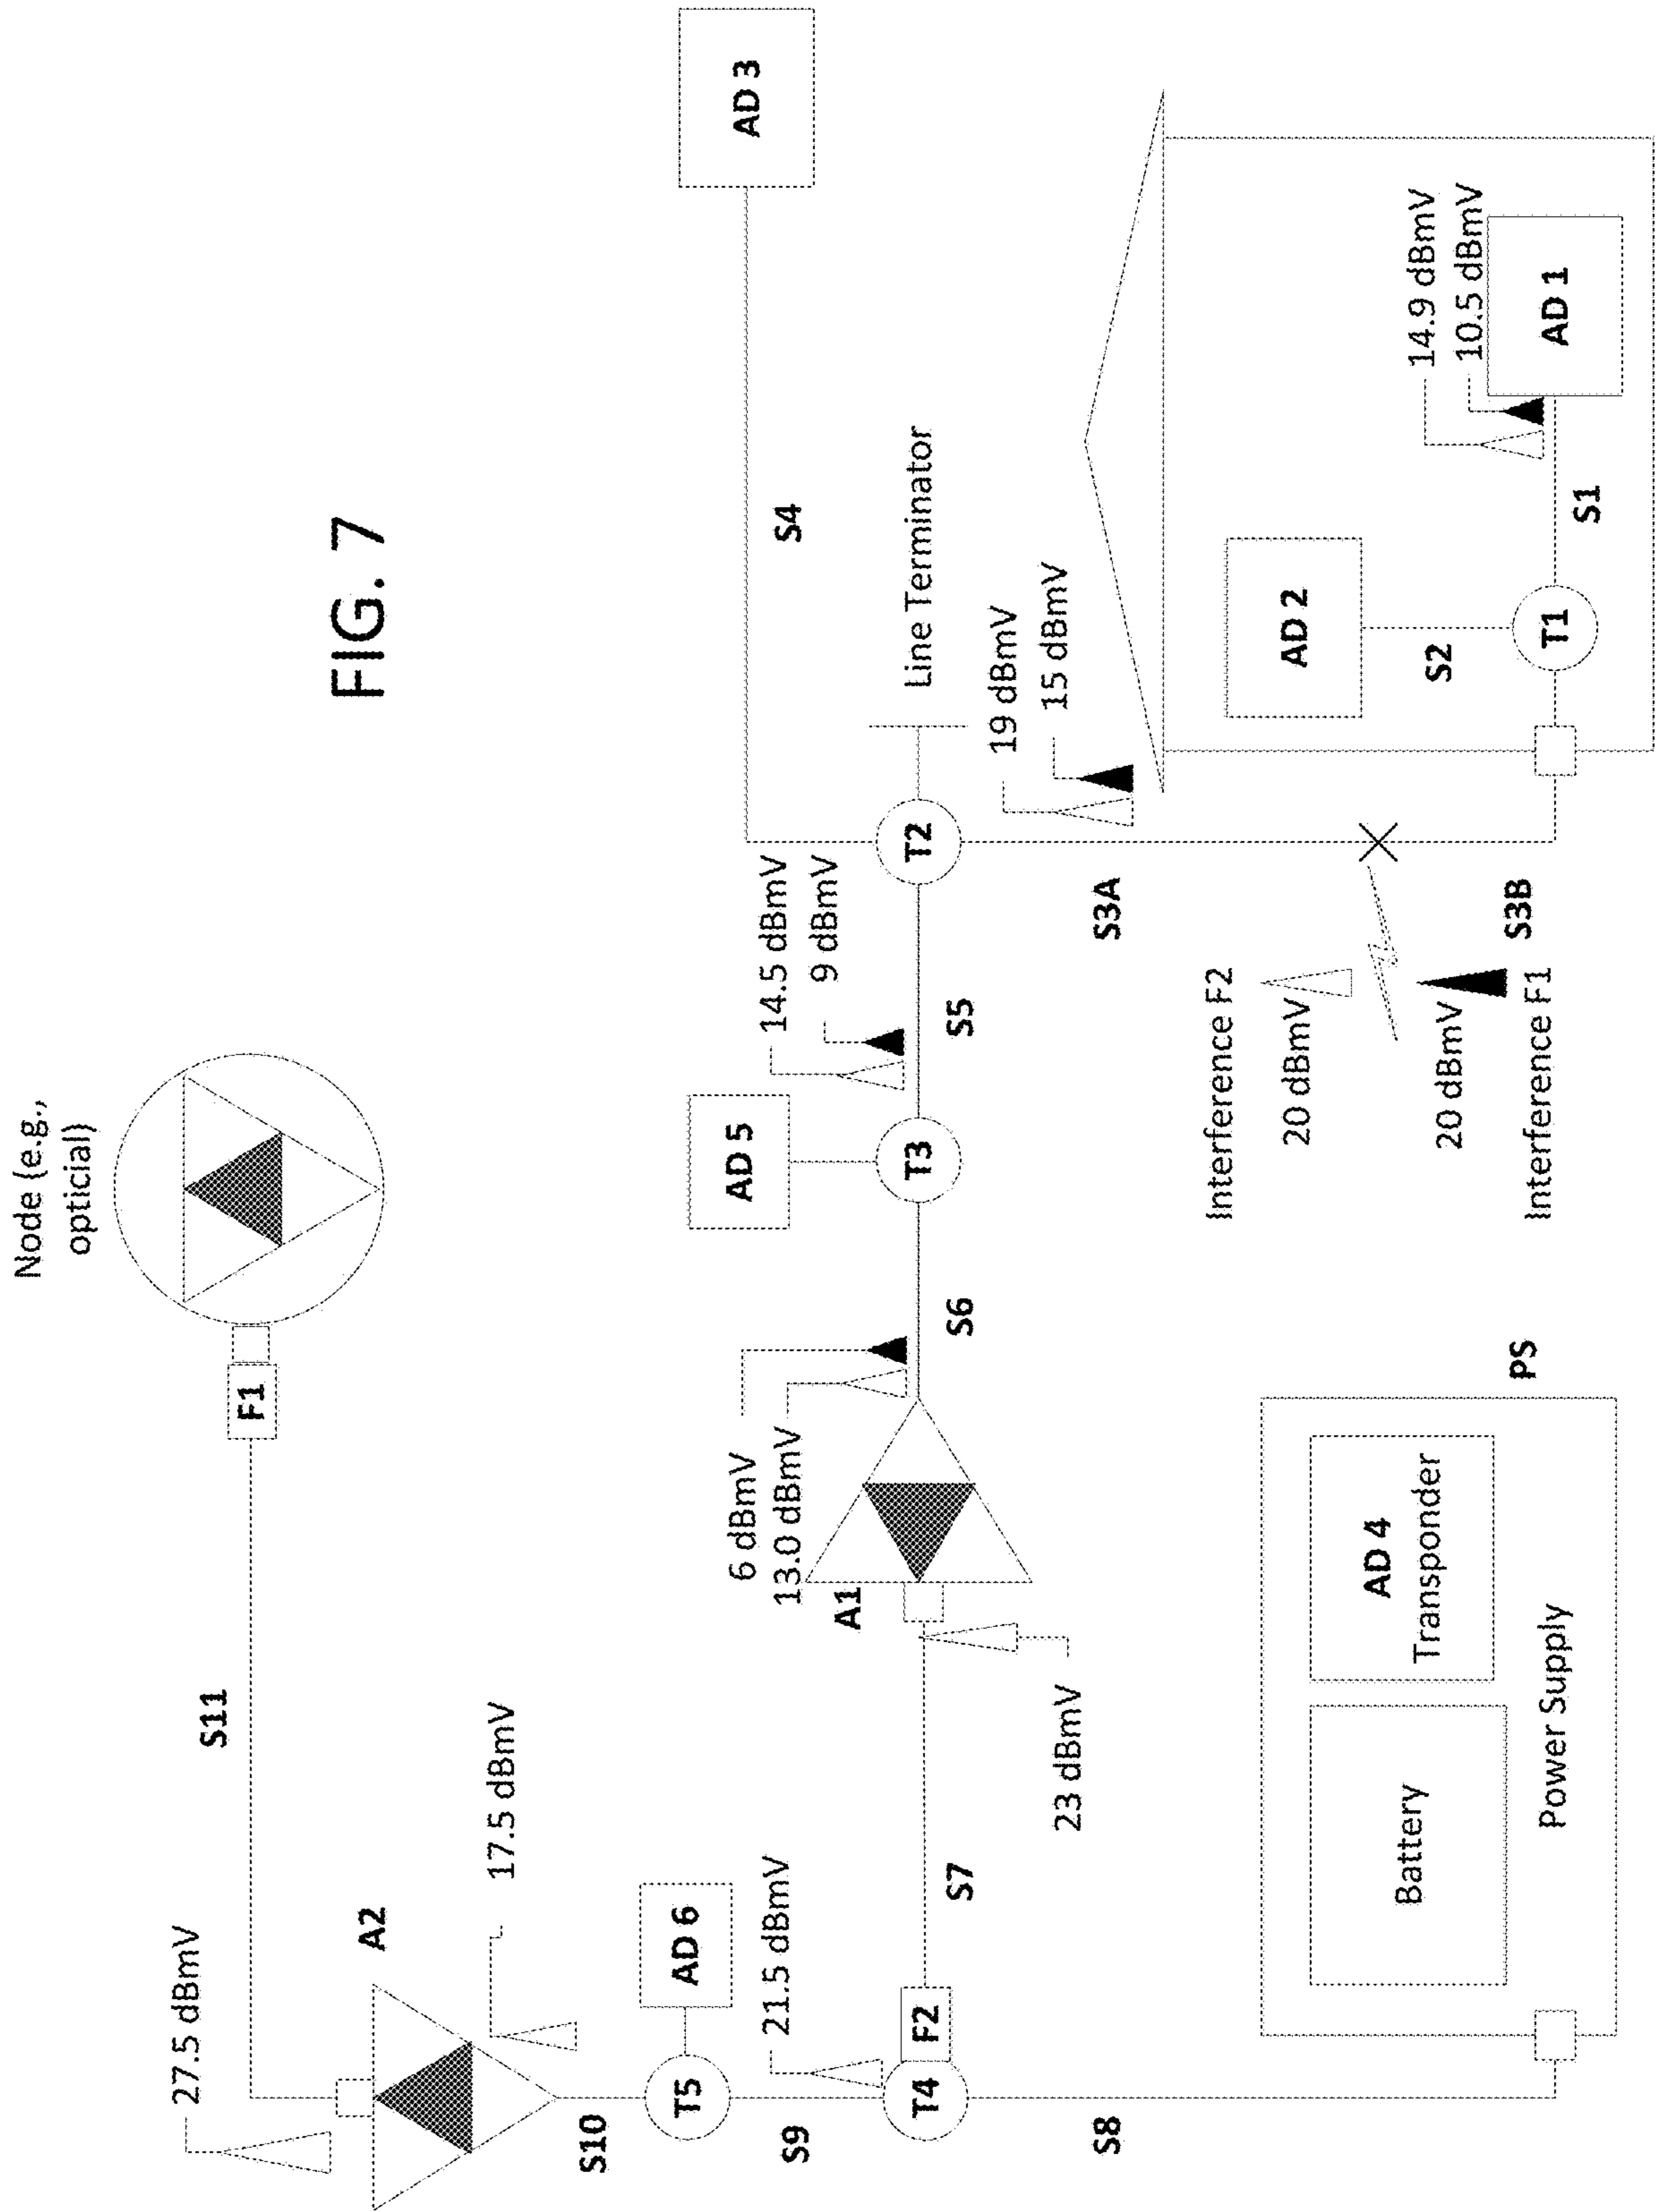 FIG. 7
Node (e.g.,
opticial)
F1
S11
27.5 dBmV
A2
17.5 dBmV
S10
T5
AD 6
S9
21.5 dBmV
T4
F2
S7
23 dBmV
A1
6 dBmV
13.0 dBmV
S6
T3
AD 5
14.5 dBmV
9 dBmV
S5
T2
Line Terminator
S4
AD 3
S3A
19 dBmV
15 dBmV
Interference F2
20 dBmV
20 dBmV
Interference F1
S3B
AD 2
S2
T1
S1
14.9 dBmV
10.5 dBmV
AD 1
S8
PS
Battery
AD 4
Transponder
Power Supply